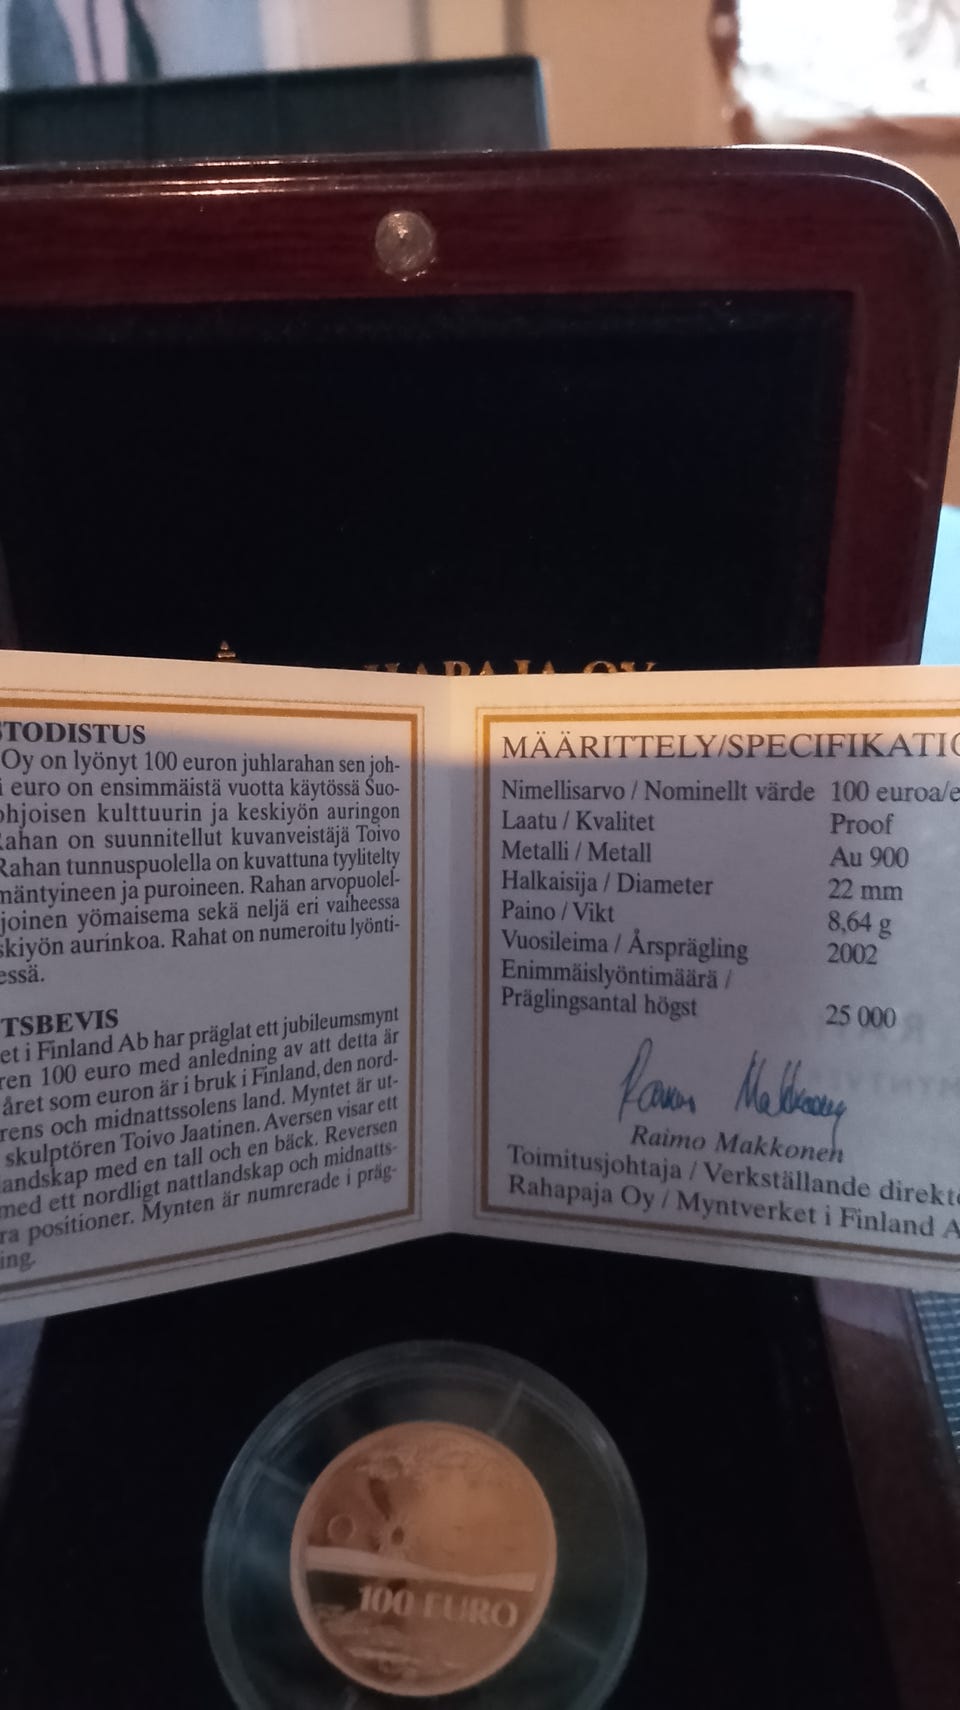 HAPAJA OY
TODISTUS
Oy on lyönyt 100 euron juhlarahan sen joh-
i euro on ensimmäistä vuotta käytössä Suo-
ohjoisen kulttuurin ja keskiyön auringon
Rahan on suunnitellut kuvanveistäjä Toivo
Rahan tunnuspuolella on kuvattuna tyylitelty
mäntyineen ja puroineen. Rahan arvopuolel-
joinen yömaisema sekä neljä eri vaiheessa
skiyön aurinkoa. Rahat on numeroitu lyönti-
essä.
TSBEVIS
et i Finland Ab har präglat ett jubileumsmynt
ren 100 euro med anledning av att detta är
året som euron är i bruk i Finland, den nord-
rens och midnattssolens land. Myntet är ut-
skulptören Toivo Jaatinen. Aversen visar ett
andskap med en tall och en bäck. Reversen
med ett nordligt nattlandskap och midnatts-
ra positioner. Mynten är numrerade i präg-
ing.
MÄÄRITTELY/SPECIFIKATIO
Nimellisarvo / Nominellt värde 100 euroa/e
Laatu / Kvalitet Proof
Metalli / Metall Au 900
Halkaisija / Diameter 22 mm
Paino / Vikt 8,64 g
Vuosileima / Årsprägling 2002
Enimmäislyöntimäärä /
Präglingsantal högst 25 000
Raimo Makkonen
Raimo Makkonen
Toimitusjohtaja / Verkställande direkt
Rahapaja Oy / Myntverket i Finland A
100 EURO